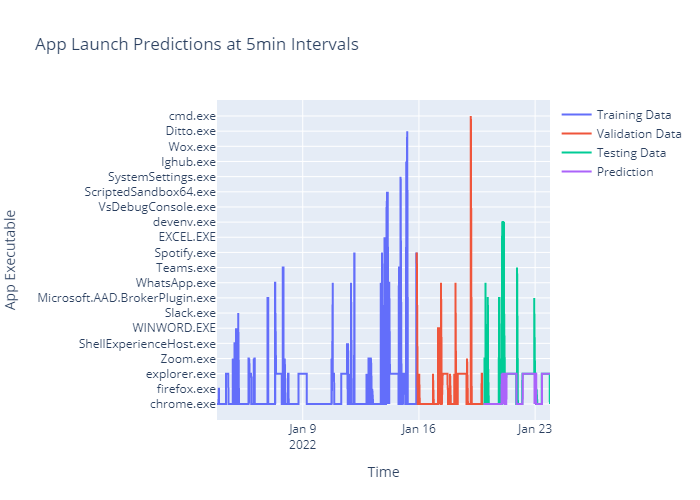 App Launch Predictions at 5min Intervals
cmd.exe
Ditto.exe
Wox.exe
lghub.exe
SystemSettings.exe
ScriptedSandbox64.exe
VsDebugConsole.exe
devenv.exe
EXCEL.EXE
Spotify.exe
Teams.exe
WhatsApp.exe
Microsoft.AAD.BrokerPlugin.exe
Slack.exe
WINWORD.EXE
ShellExperienceHost.exe
Zoom.exe
explorer.exe
firefox.exe
chrome.exe
App Executable
Jan 9
2022
Jan 16
Jan 23
Time
Training Data
Validation Data
Testing Data
Prediction